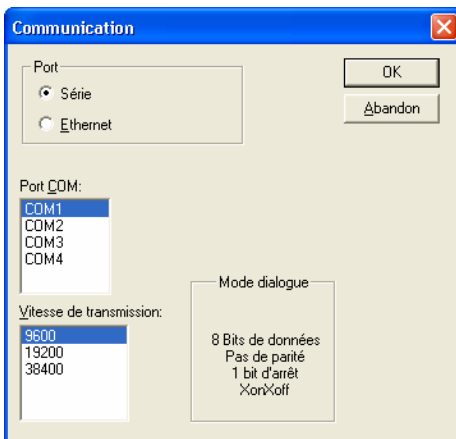 Communication
Port
Série
Ethernet
OK
Abandon
Port COM:
COM1
COM2
COM3
COM4
Vitesse de transmission:
9600
19200
38400
Mode dialogue
8 Bits de données
Pas de parité
1 bit d'arrêt
XonXoff